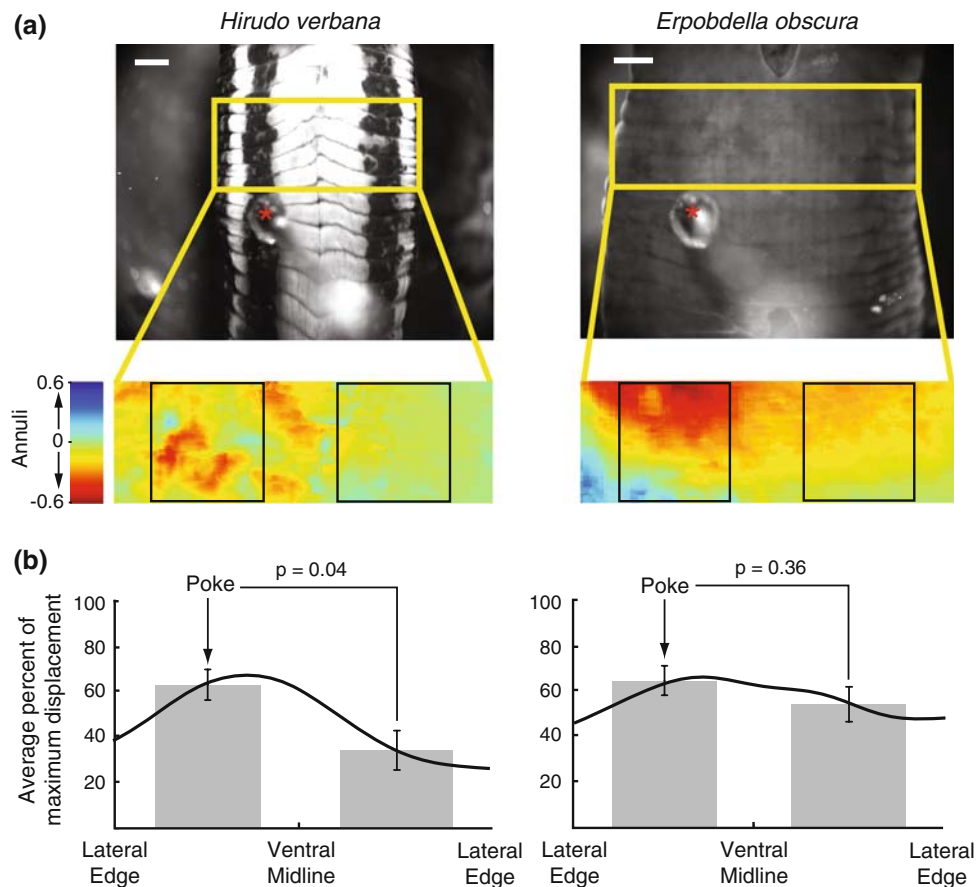 (a)
Hirudo verbana
Erpobdella obscura
*
*
Annuli
0.6
0
-0.6
(b)
Average percent of
maximum displacement
100
80
60
40
20
Poke
p = 0.04
Lateral
Edge
Ventral
Midline
Lateral
Edge
100
80
60
40
20
Poke
p = 0.36
Lateral
Edge
Ventral
Midline
Lateral
Edge